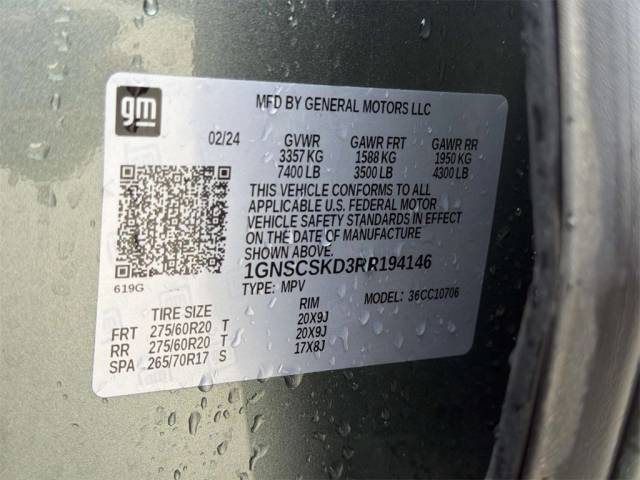 gm
MFD BY GENERAL MOTORS LLC
02/24 GVWR GAWR FRT GAWR RR
3357 KG 1588 KG 1950 KG
7400 LB 3500 LB 4300 LB
THIS VEHICLE CONFORMS TO ALL
APPLICABLE U.S. FEDERAL MOTOR
VEHICLE SAFETY STANDARDS IN EFFECT
ON THE DATE OF MANUFACTURE
SHOWN ABOVE.
1GNSCSKD3RR194146
619G TYPE: MPV MODEL: 36CC10706
TIRE SIZE RIM
FRT 275/60R20 T 20X9J
RR 275/60R20 T 20X9J
SPA 265/70R17 S 17X8J